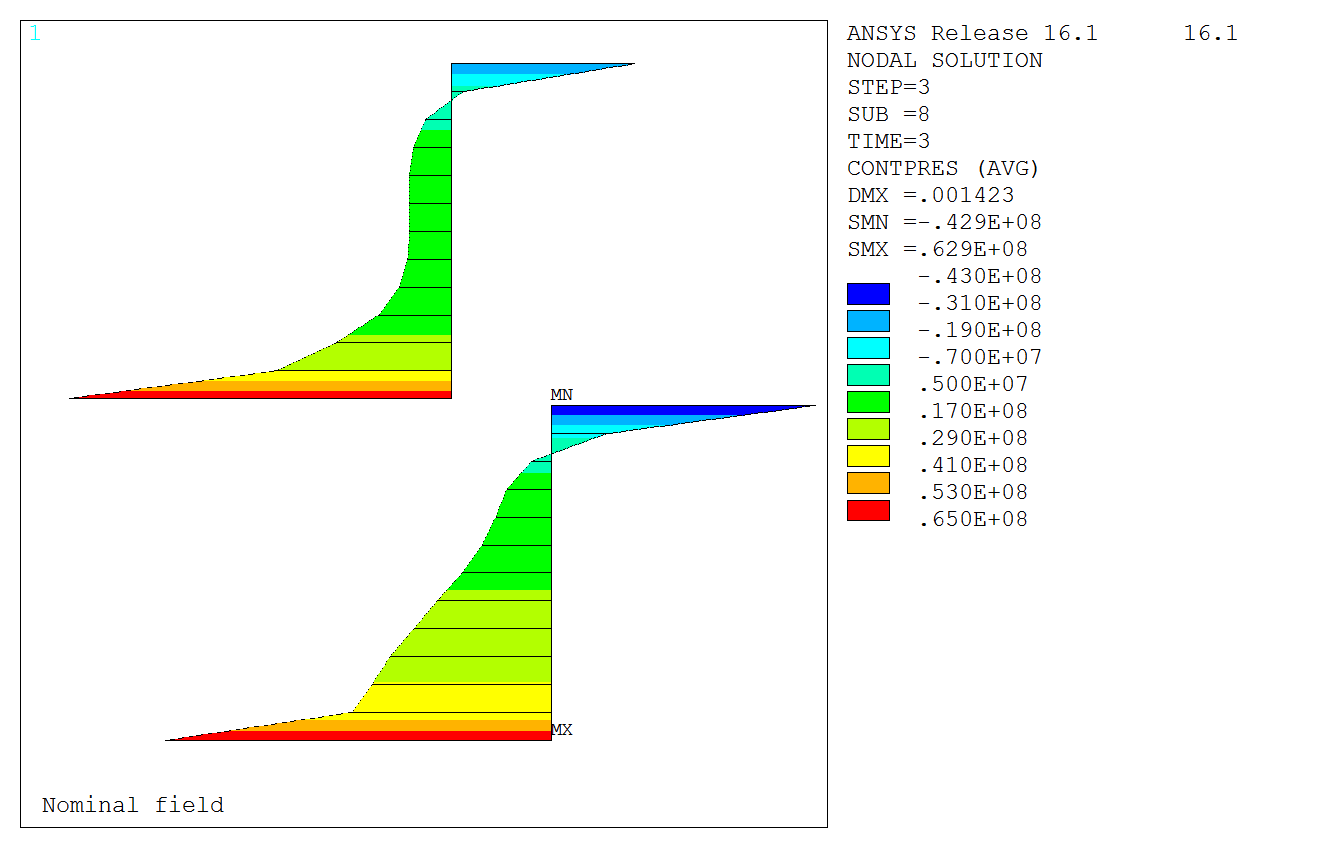 1
ANSYS Release 16.1 16.1
NODAL SOLUTION
STEP=3
SUB =8
TIME=3
CONTPRES (AVG)
DMX =.001423
SMN =-.429E+08
SMX =.629E+08
-.430E+08
-.310E+08
-.190E+08
-.700E+07
.500E+07
.170E+08
.290E+08
.410E+08
.530E+08
.650E+08
MN
MX
Nominal field